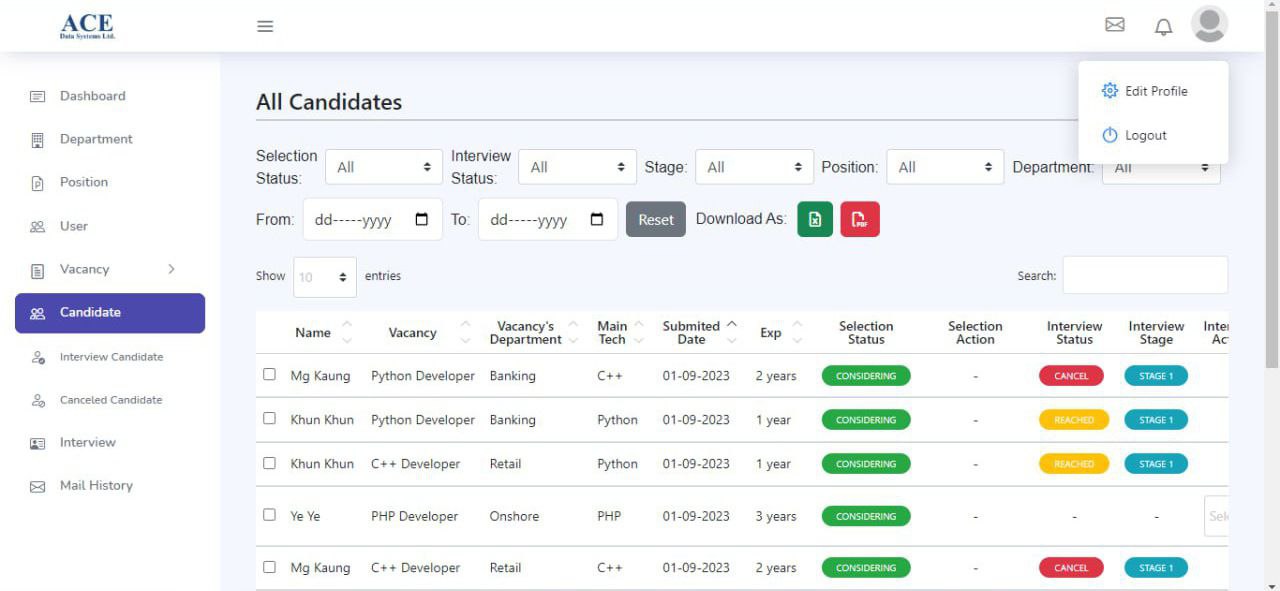 ACE
Data Systems Ltd.
Edit Profile
Logout
Dashboard
Department
Position
User
Vacancy
Candidate
Interview Candidate
Canceled Candidate
Interview
Mail History
All Candidates
Selection Status: All Interview Status: All Stage: All Position: All Department: All
From: dd-----yyyy To: dd-----yyyy Reset Download As:
Show 10 entries Search:
Name Vacancy Vacancy's Department Main Tech Submited Date Exp Selection Status Selection Action Interview Status Interview Stage
Mg Kaung Python Developer Banking C++ 01-09-2023 2 years CONSIDERING - CANCEL STAGE 1
Khun Khun Python Developer Banking Python 01-09-2023 1 year CONSIDERING - REACHED STAGE 1
Khun Khun C++ Developer Retail Python 01-09-2023 1 year CONSIDERING - REACHED STAGE 1
Ye Ye PHP Developer Onshore PHP 01-09-2023 3 years CONSIDERING - - -
Mg Kaung C++ Developer Retail C++ 01-09-2023 2 years CONSIDERING - CANCEL STAGE 1